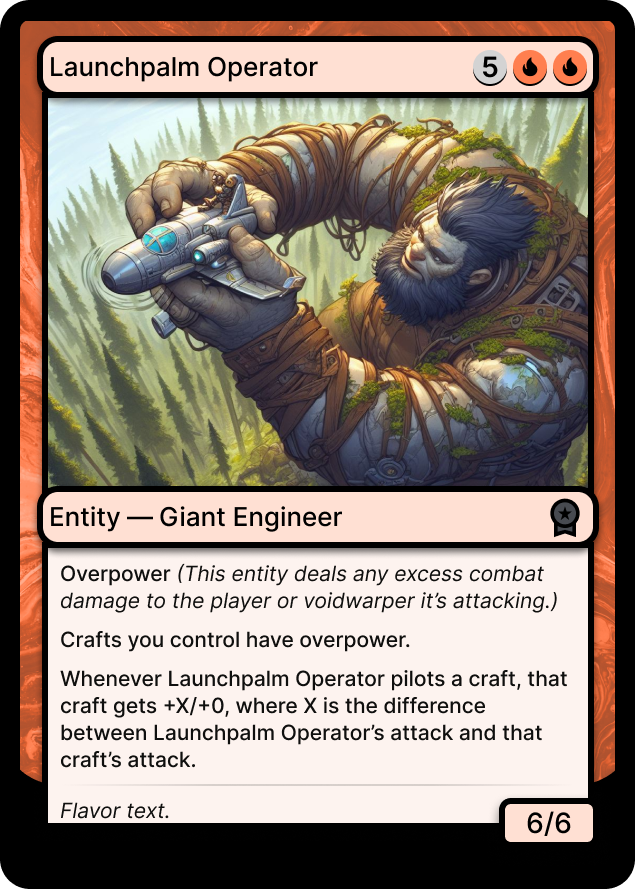 Launchpalm Operator
5
Entity — Giant Engineer
Overpower (This entity deals any excess combat
damage to the player or voidwarper it’s attacking.)
Crafts you control have overpower.
Whenever Launchpalm Operator pilots a craft, that
craft gets +X/+0, where X is the difference
between Launchpalm Operator’s attack and that
craft’s attack.
Flavor text.
6/6